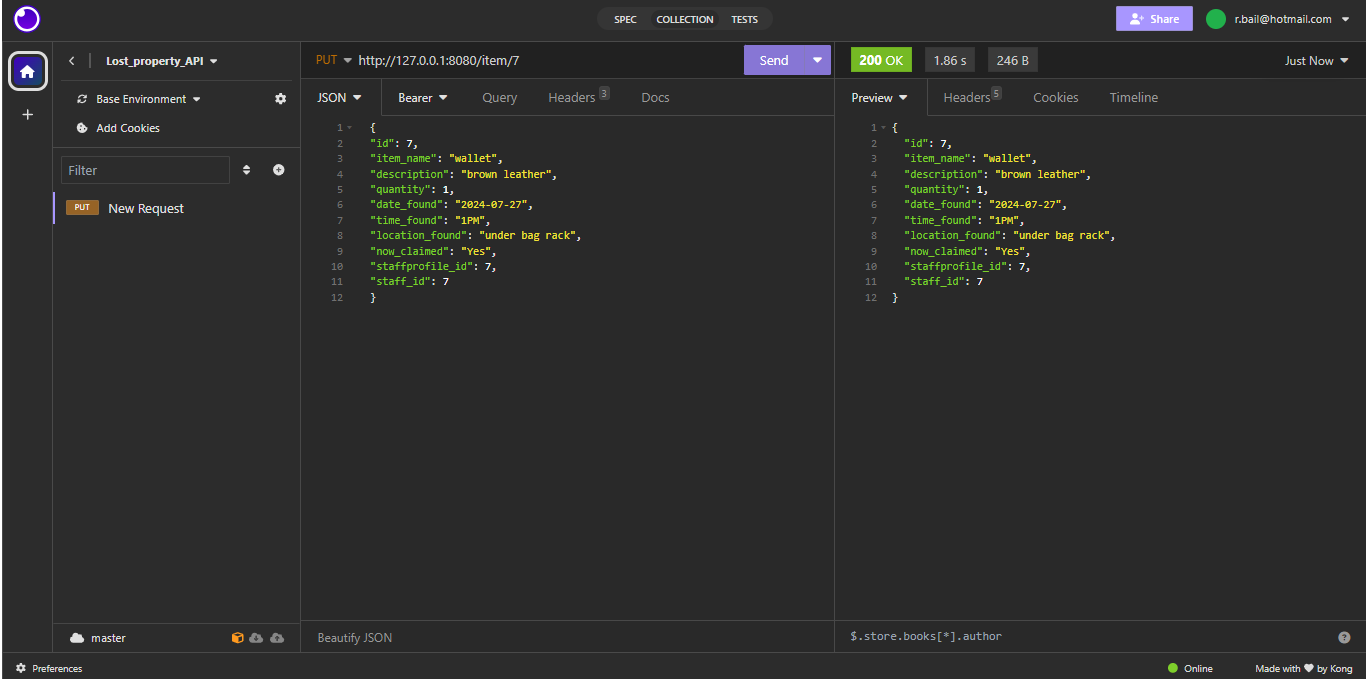 SPEC COLLECTION TESTS
Share
r.bail@hotmail.com
Lost_property_API
Base Environment
Add Cookies
Filter
PUT New Request
master
Preferences
PUT http://127.0.0.1:8080/item/7
Send
JSON Bearer Query Headers 3 Docs
1 {
2 "id": 7,
3 "item_name": "wallet",
4 "description": "brown leather",
5 "quantity": 1,
6 "date_found": "2024-07-27",
7 "time_found": "1PM",
8 "location_found": "under bag rack",
9 "now_claimed": "Yes",
10 "staffprofile_id": 7,
11 "staff_id": 7
12 }
Beautify JSON
200 OK 1.86 s 246 B Just Now
Preview Headers 5 Cookies Timeline
1 {
2 "id": 7,
3 "item_name": "wallet",
4 "description": "brown leather",
5 "quantity": 1,
6 "date_found": "2024-07-27",
7 "time_found": "1PM",
8 "location_found": "under bag rack",
9 "now_claimed": "Yes",
10 "staffprofile_id": 7,
11 "staff_id": 7
12 }
$.store.books[*].author
?
Online
Made with ♥ by Kong